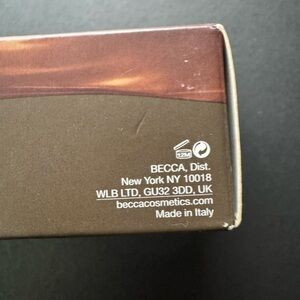 BECCA, Dist.
New York NY 10018
WLB LTD, GU32 3DD, UK
beccacosmetics.com
Made in Italy